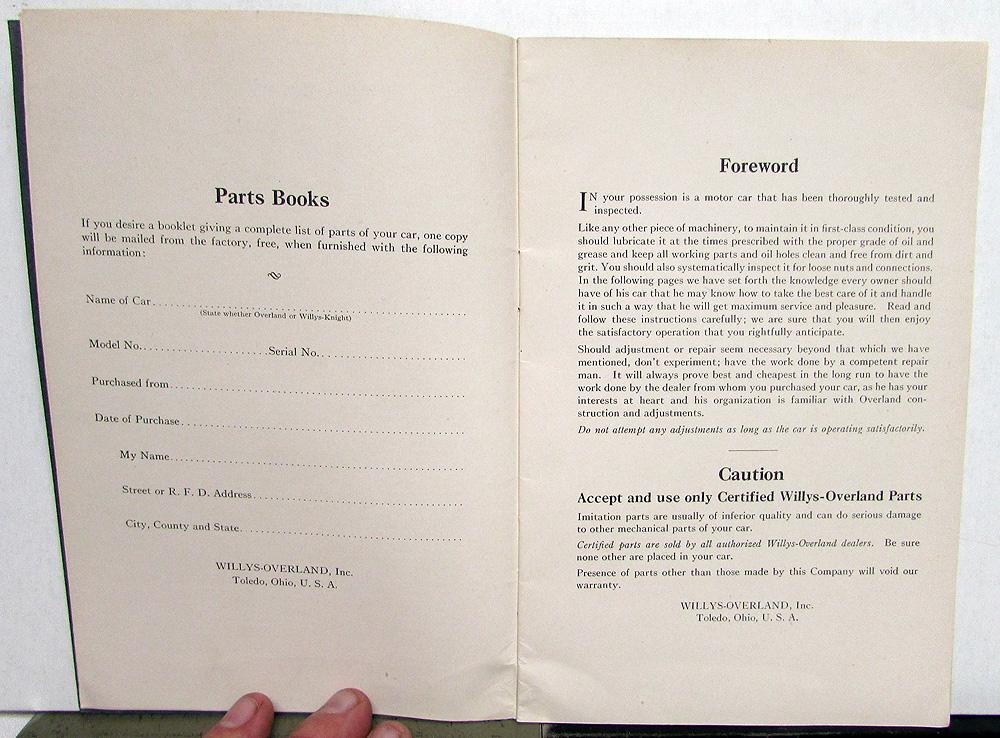 Parts Books
If you desire a booklet giving a complete list of parts of your car, one copy
will be mailed from the factory, free, when furnished with the following
information:
Name of Car
(State whether Overland or Willys-Knight)
Model No. Serial No.
Purchased from
Date of Purchase
My Name
Street or R. F. D. Address
City, County and State
WILLYS-OVERLAND, Inc.
Toledo, Ohio, U. S. A.
Foreword
IN your possession is a motor car that has been thoroughly tested and
inspected.
Like any other piece of machinery, to maintain it in first-class condition, you
should lubricate it at the times prescribed with the proper grade of oil and
grease and keep all working parts and oil holes clean and free from dirt and
grit. You should also systematically inspect it for loose nuts and connections.
In the following pages we have set forth the knowledge every owner should
have of his car that he may know how to take the best care of it and handle
it in such a way that he will get maximum service and pleasure. Read and
follow these instructions carefully; we are sure that you will then enjoy
the satisfactory operation that you rightfully anticipate.
Should adjustment or repair seem necessary beyond that which we have
mentioned, don't experiment; have the work done by a competent repair
man. It will always prove best and cheapest in the long run to have the
work done by the dealer from whom you purchased your car, as he has your
interests at heart and his organization is familiar with Overland con-
struction and adjustments.
Do not attempt any adjustments as long as the car is operating satisfactorily.
Caution
Accept and use only Certified Willys-Overland Parts
Imitation parts are usually of inferior quality and can do serious damage
to other mechanical parts of your car.
Certified parts are sold by all authorized Willys-Overland dealers. Be sure
none other are placed in your car.
Presence of parts other than those made by this Company will void our
warranty.
WILLYS-OVERLAND, Inc.
Toledo, Ohio, U. S. A.